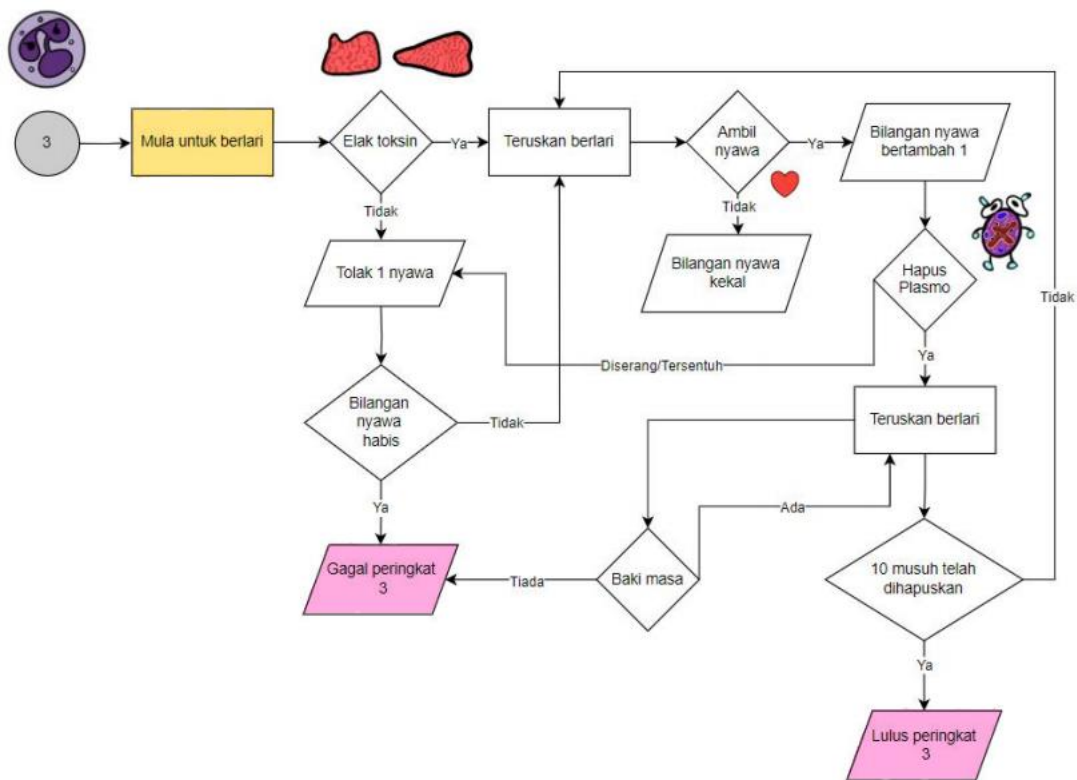 3
Mula untuk berlari
Elak toksin
Ya
Teruskan berlari
Ambil
nyawa
Ya
Bilangan nyawa
bertambah 1
Tidak
Tolak 1 nyawa
Tidak
Bilangan nyawa
kekal
Hapus
Plasmo
Tidak
Diserang/Tersentuh
Ya
Bilangan
nyawa
habis
Tidak
Teruskan berlari
Ya
Ada
Gagal peringkat
3
Tiada
Baki masa
10 musuh telah
dihapuskan
Ya
Lulus peringkat
3